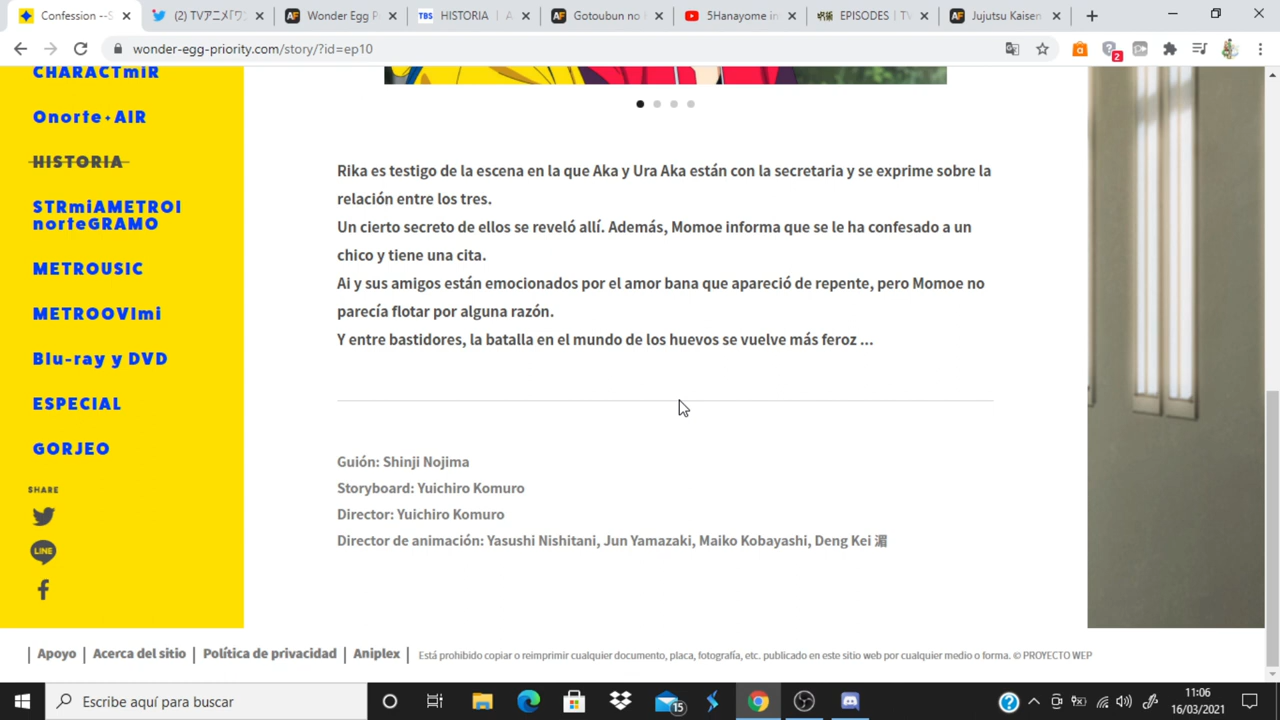 Confession --S
(2) TVアニメ「ワン
Wonder Egg P
TBS HISTORIA | A
Gotoubun no
5Hanayome in
EPISODES | TV
Jujutsu Kaisen
wonder-egg-priority.com/story/?id=ep10
2
CHARACTmiR
Onorte+AIR
HISTORIA
STRmiAMETROI
norteGRAMO
METROUSIC
METROOVImi
Blu-ray y DVD
ESPECIAL
GORJEO
SHARE
LINE
Rika es testigo de la escena en la que Aka y Ura Aka están con la secretaria y se exprime sobre la
relación entre los tres.
Un cierto secreto de ellos se reveló allí. Además, Momoe informa que se le ha confesado a un
chico y tiene una cita.
Ai y sus amigos están emocionados por el amor bana que apareció de repente, pero Momoe no
parecía flotar por alguna razón.
Y entre bastidores, la batalla en el mundo de los huevos se vuelve más feroz ...
Guión: Shinji Nojima
Storyboard: Yuichiro Komuro
Director: Yuichiro Komuro
Director de animación: Yasushi Nishitani, Jun Yamazaki, Maiko Kobayashi, Deng Kei 湄
| Apoyo | Acerca del sitio | Política de privacidad | Aniplex | Está prohibido copiar o reimprimir cualquier documento, placa, fotografía, etc. publicado en este sitio web por cualquier medio o forma. © PROYECTO WEP
Escribe aquí para buscar
15
11:06
16/03/2021